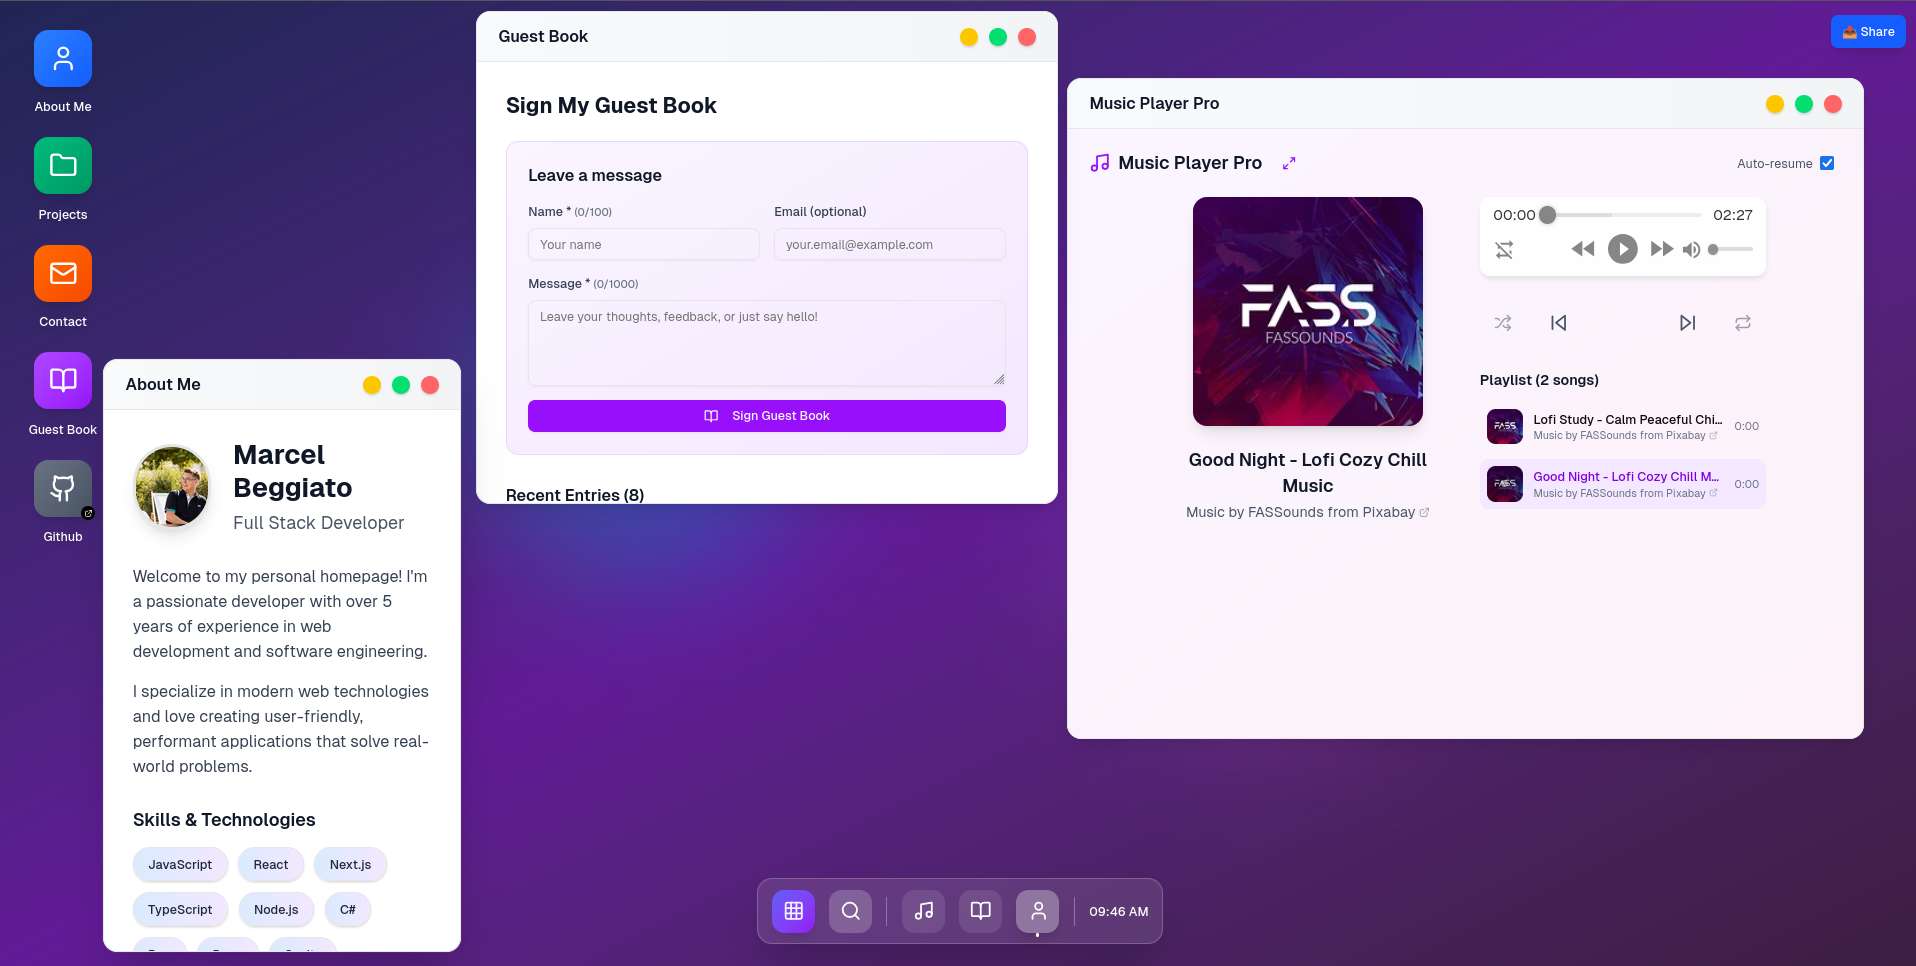 About Me
Projects
Contact
Guest Book
Github
About Me
Marcel
Beggiato
Full Stack Developer
Welcome to my personal homepage! I'm
a passionate developer with over 5
years of experience in web
development and software engineering.
I specialize in modern web technologies
and love creating user-friendly,
performant applications that solve real-
world problems.
Skills & Technologies
JavaScript React Next.js
TypeScript Node.js C#
Guest Book
Sign My Guest Book
Leave a message
Name * (0/100) Email (optional)
Your name your.email@example.com
Message * (0/1000)
Leave your thoughts, feedback, or just say hello!
Sign Guest Book
Recent Entries (8)
Share
Music Player Pro
Music Player Pro Auto-resume
FASS
FASSOUNDS
Good Night - Lofi Cozy Chill
Music
Music by FASSounds from Pixabay
00:00 02:27
Playlist (2 songs)
Lofi Study - Calm Peaceful Chi... 0:00
Music by FASSounds from Pixabay
Good Night - Lofi Cozy Chill M... 0:00
Music by FASSounds from Pixabay
09:46 AM